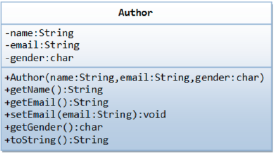 Author
-name:String
-email:String
-gender:char
+Author(name:String,email:String,gender:char)
+getName():String
+getEmail():String
+setEmail(email:String):void
+getGender():char
+toString():String